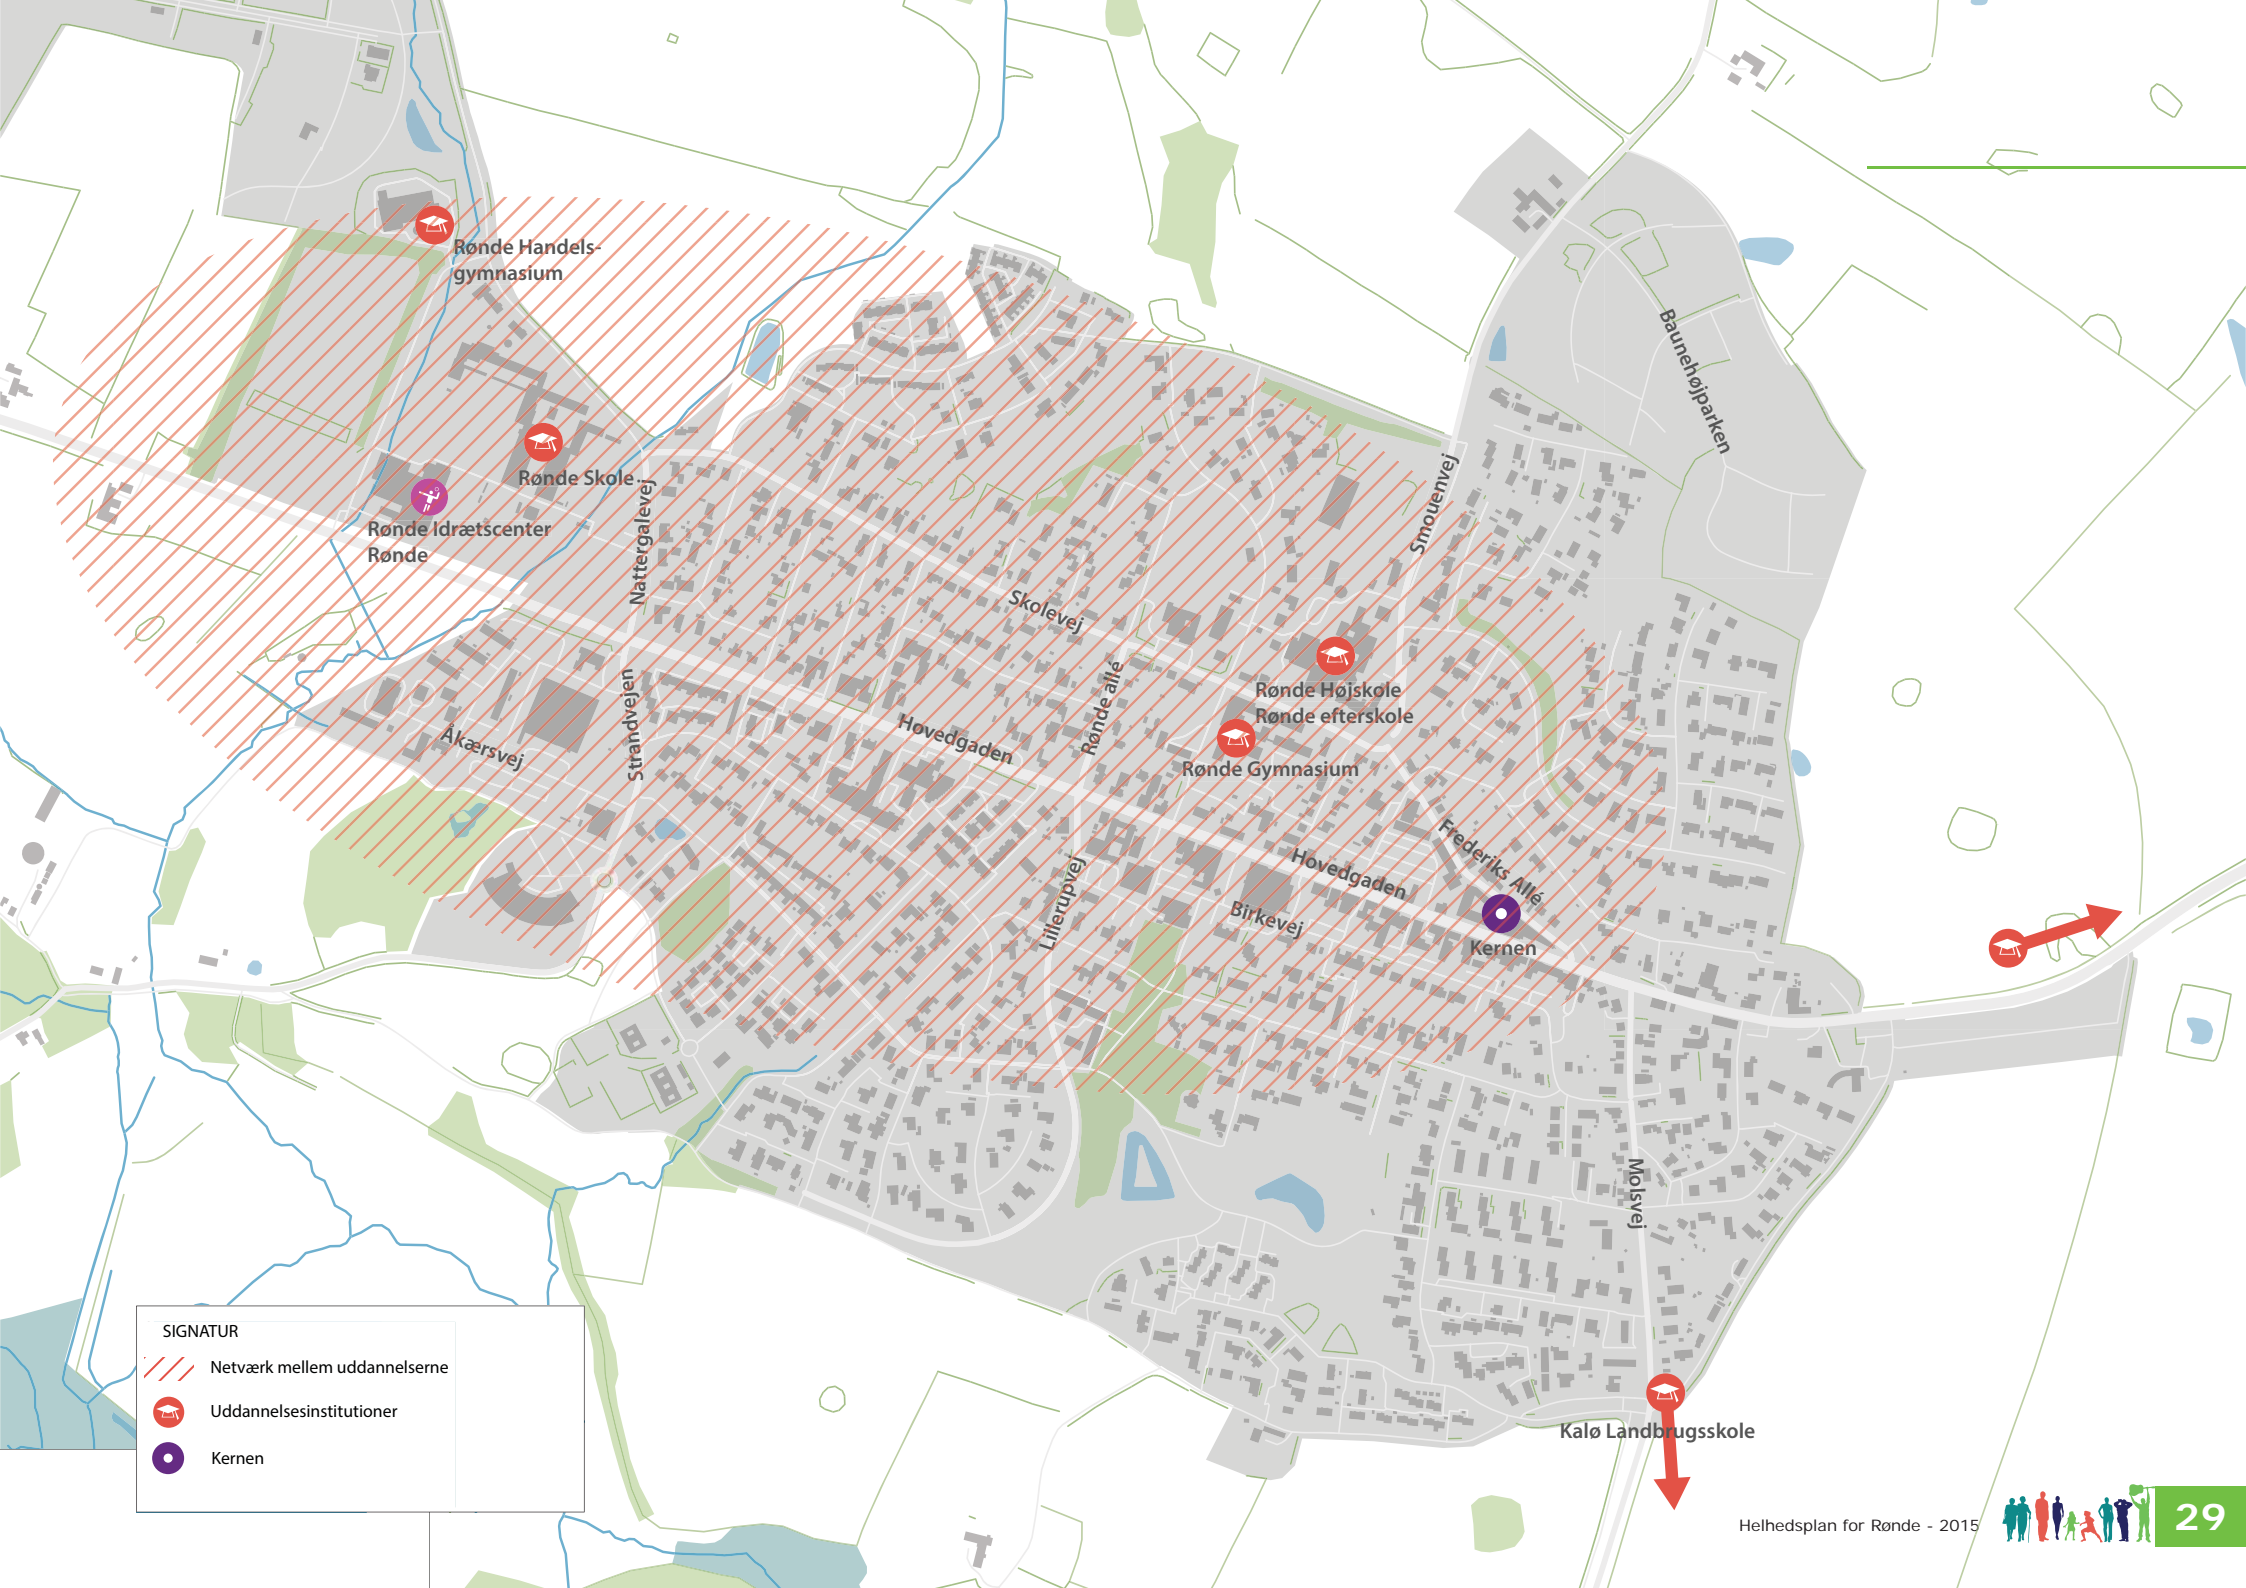 Rønde Handels-
gymnasium
Baunehøjparken
Rønde Skole
Nattergalevej
Smouenvej
Rønde Idrætscenter
Rønde
Skolevej
Rønde allé
Rønde Højskole
Rønde efterskole
Strandvejen
Åkærsvej
Hovedgaden
Rønde Gymnasium
Frederiks Allé
Hovedgaden
Lillerupvej
Birkevej
Kernen
Molsvej
SIGNATUR
Netværk mellem uddannelserne
Uddannelsesinstitutioner
Kernen
Kalø Landbrugsskole
Helhedsplan for Rønde - 2015
29